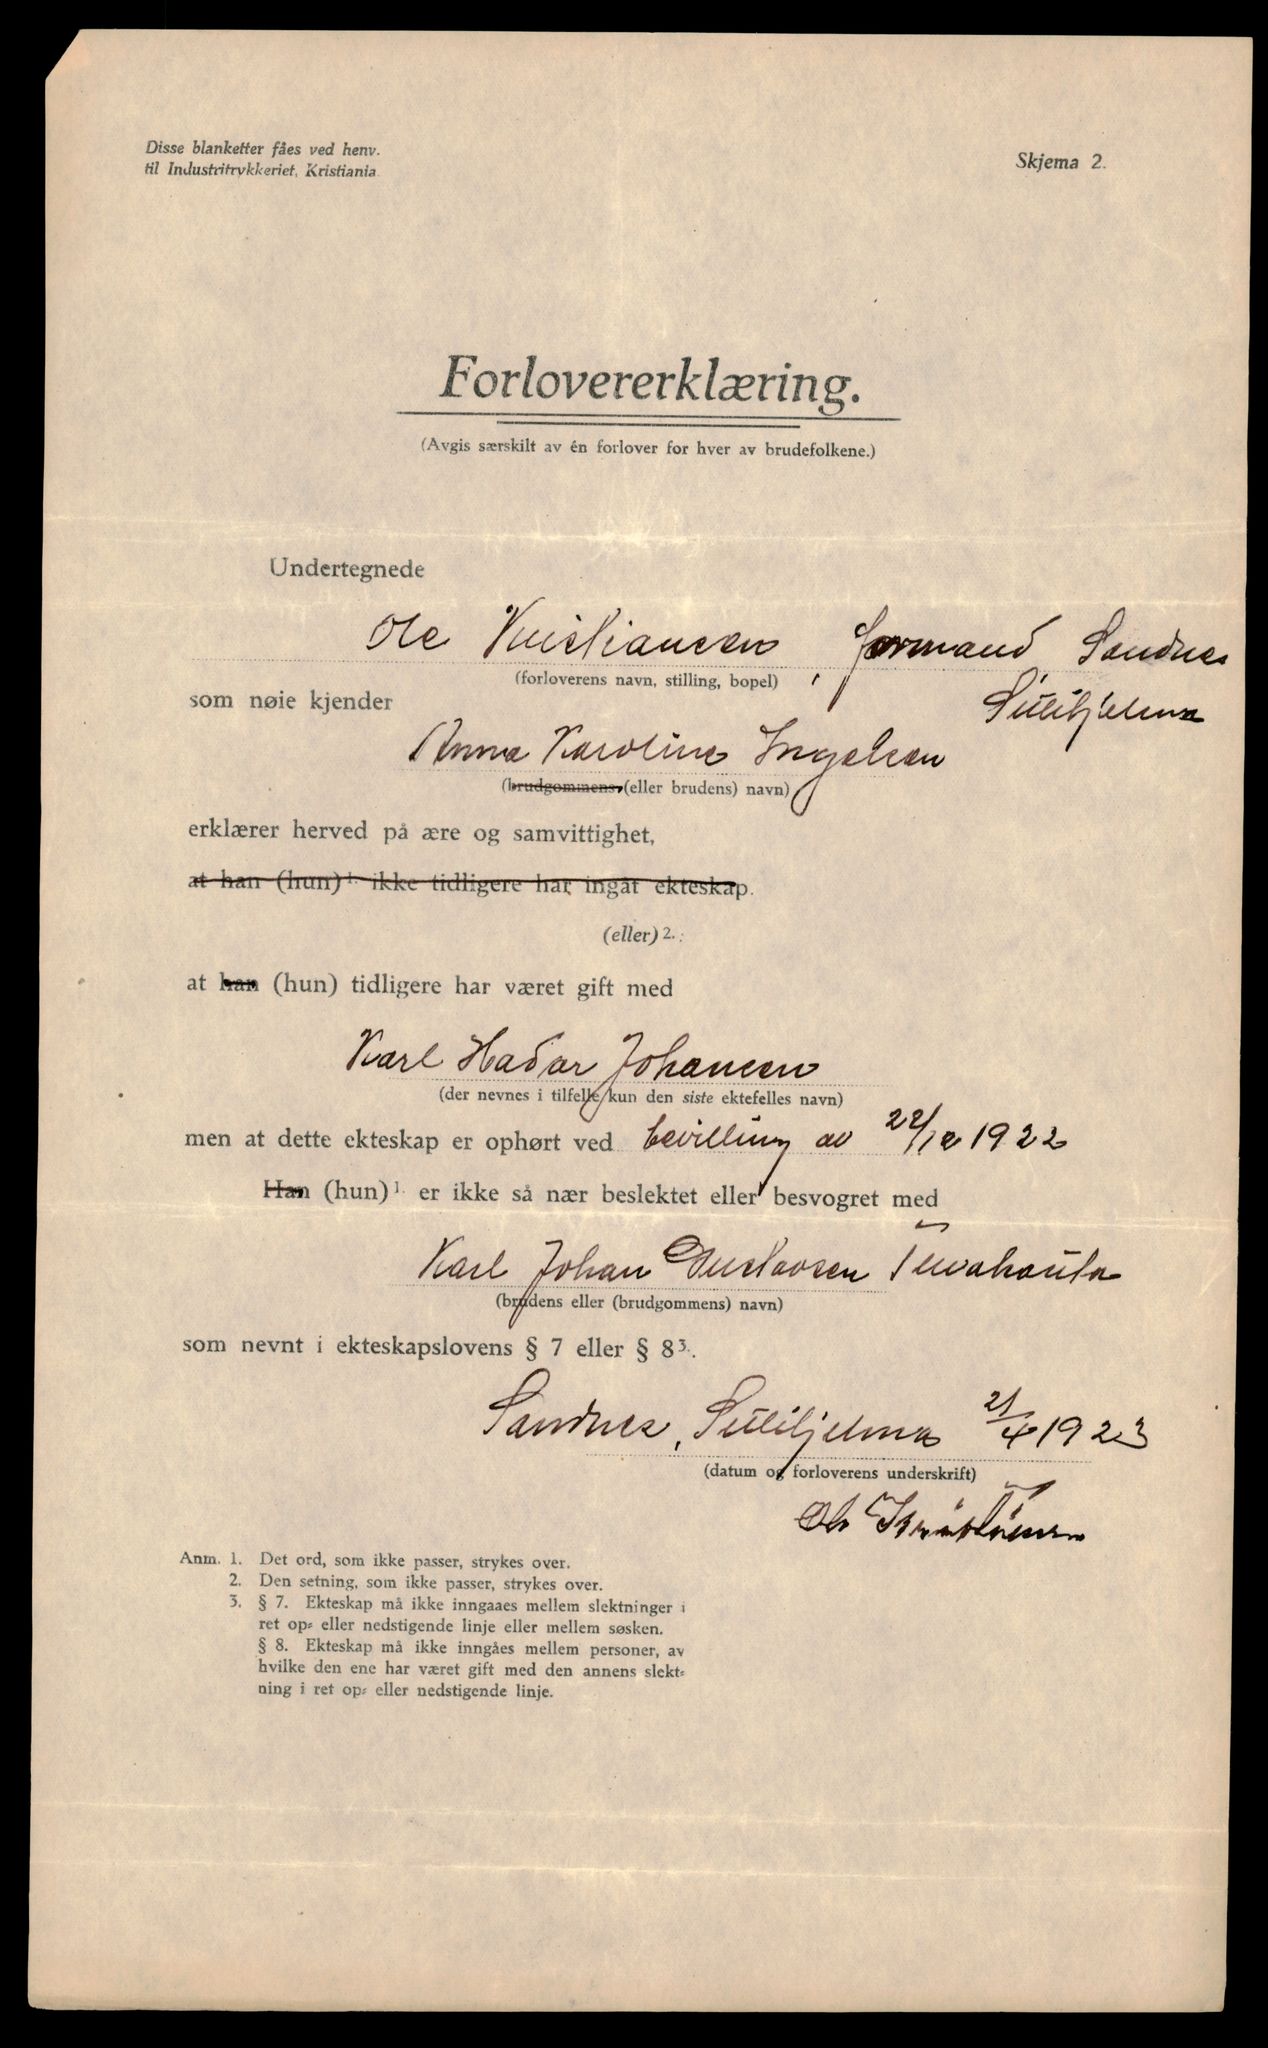 Disse blanketter fåes ved henv.
til Industritrykkeriet, Kristiania.
Skjema 2.
Forlovererklæring.
(Avgis særskilt av én forlover for hver av brudefolkene.)
Undertegnede
Ole Kristiansen, formand Sandnes
(forloverens navn, stilling, bopel)
Sulitjelma
som nøie kjender
Anna Karoline Ingelsen
(brudgommens (eller brudens) navn)
erklærer herved på ære og samvittighet,
at han (hun)1. ikke tidligere har ingåt ekteskap.
(eller)2.:
at han (hun) tidligere har været gift med
Karl Hadar Johansen
(der nevnes i tilfelle kun den siste ektefelles navn)
men at dette ekteskap er ophørt ved bevilling av 22/12 1922
Han (hun)1. er ikke så nær beslektet eller besvogret med
Karl Johan Gustavsen
(brudens eller (brudgommens) navn)
som nevnt i ekteskapslovens § 7 eller § 83.
Sandnes, Sulitjelma 21/4 1923
(datum og forloverens underskrift)
Ole Kristiansen
Anm. 1. Det ord, som ikke passer, strykes over.
2. Den setning, som ikke passer, strykes over.
3. § 7. Ekteskap må ikke inngaaes mellem slektninger i
ret op- eller nedstigende linje eller mellem søsken.
§ 8. Ekteskap må ikke inngåes mellem personer, av
hvilke den ene har været gift med den annens slekt-
ning i ret op- eller nedstigende linje.